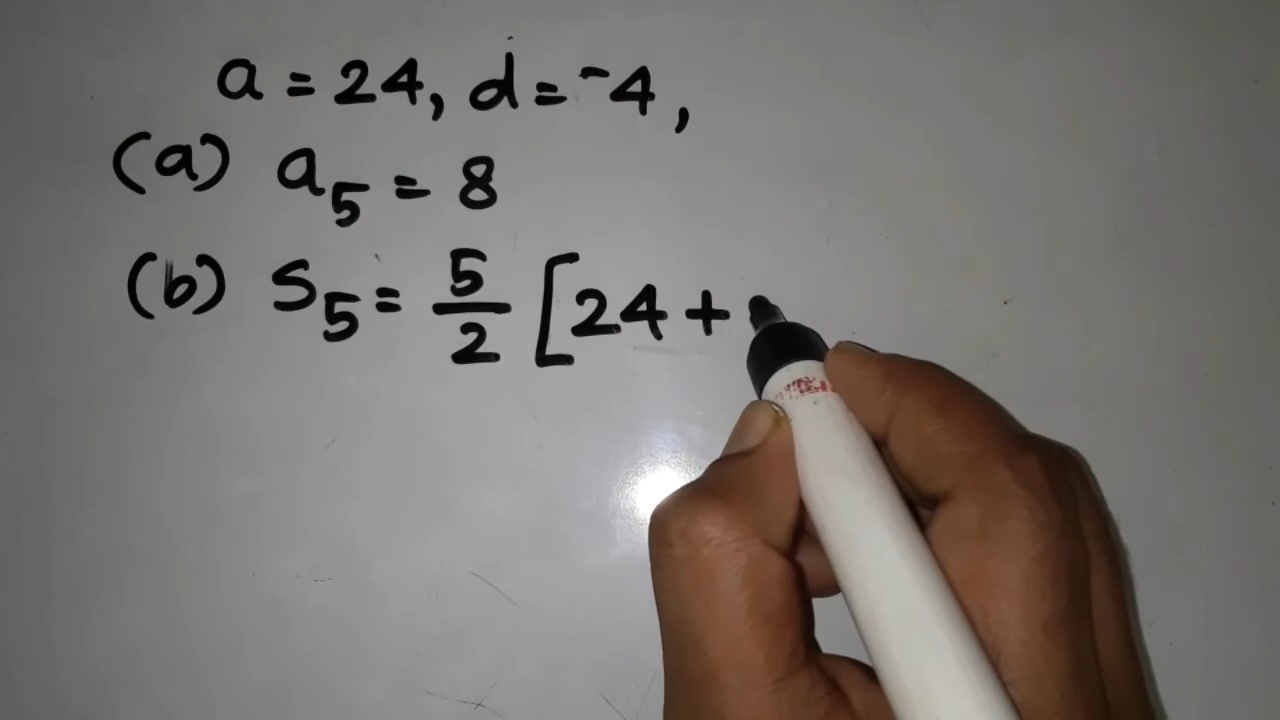 a = 24, d = -4,
(a) a₅ = 8
(b) S₅ = 5/2 [24 +